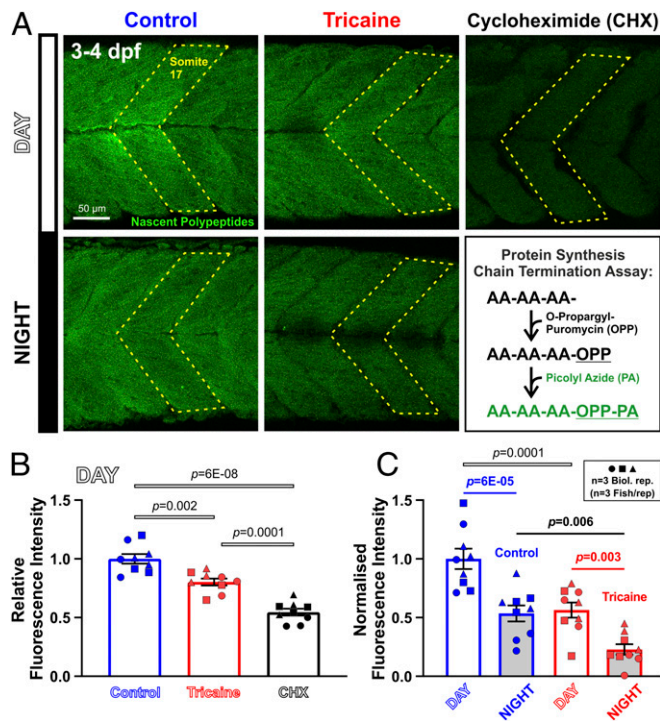 A
Control
Tricaine
Cycloheximide (CHX)
DAY
3-4 dpf
Somite
17
50 µm
Nascent Polypeptides
NIGHT
Protein Synthesis
Chain Termination Assay:
AA-AA-AA-
O-Propargyl-
Puromycin (OPP)
AA-AA-AA-OPP
Picolyl Azide (PA)
AA-AA-AA-OPP-PA
B
DAY
p=6E-08
p=0.002
p=0.0001
Relative
Fluorescence Intensity
1.5
1.0
0.5
0
Control
Tricaine
CHX
C
p=0.0001
n=3 Biol. rep.
(n=3 Fish/rep)
p=6E-05
p=0.006
Control
p=0.003
Tricaine
Normalised
Fluorescence Intensity
1.5
1.0
0.5
0
DAY
NIGHT
DAY
NIGHT